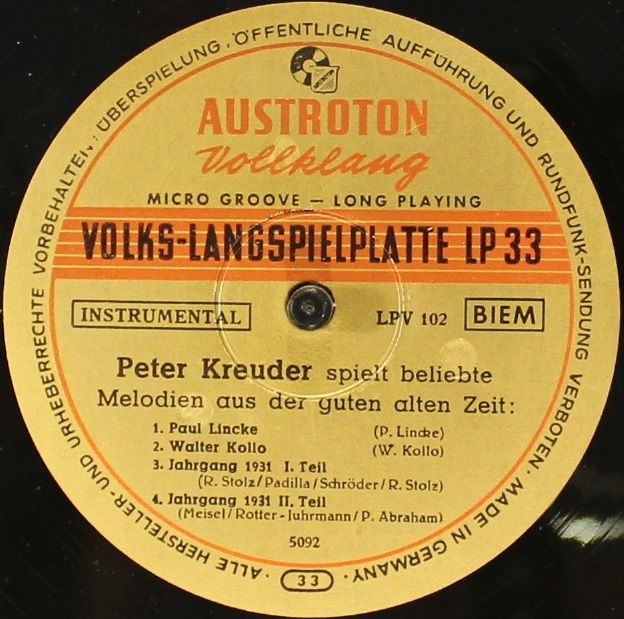 ALLE HERSTELLER- UND URHEBERRECHTE VORBEHALTEN; ÜBERSPIELUNG, ÖFFENTLICHE AUFFÜHRUNG UND RUNDFUNK-SENDUNG VERBOTEN · MADE IN GERMANY ·
AUSTROTON
Vollklang
MICRO GROOVE — LONG PLAYING
VOLKS-LANGSPIELPLATTE LP 33
INSTRUMENTAL LPV 102 BIEM
Peter Kreuder spielt beliebte
Melodien aus der guten alten Zeit:
1. Paul Lincke (P. Lincke)
2. Walter Kollo (W. Kollo)
3. Jahrgang 1931 I. Teil
(R. Stolz/Padilla/Schröder/R. Stolz)
4. Jahrgang 1931 II. Teil
(Meisel/Rotter-Juhrmann/P. Abraham)
5092
33